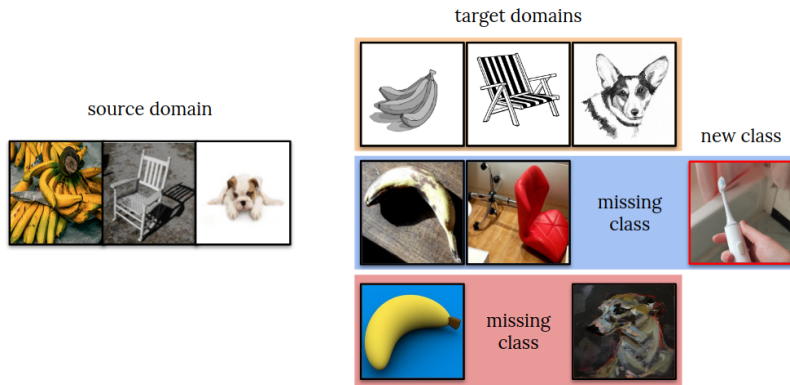 target domains
source domain
new class
missing
class
missing
class